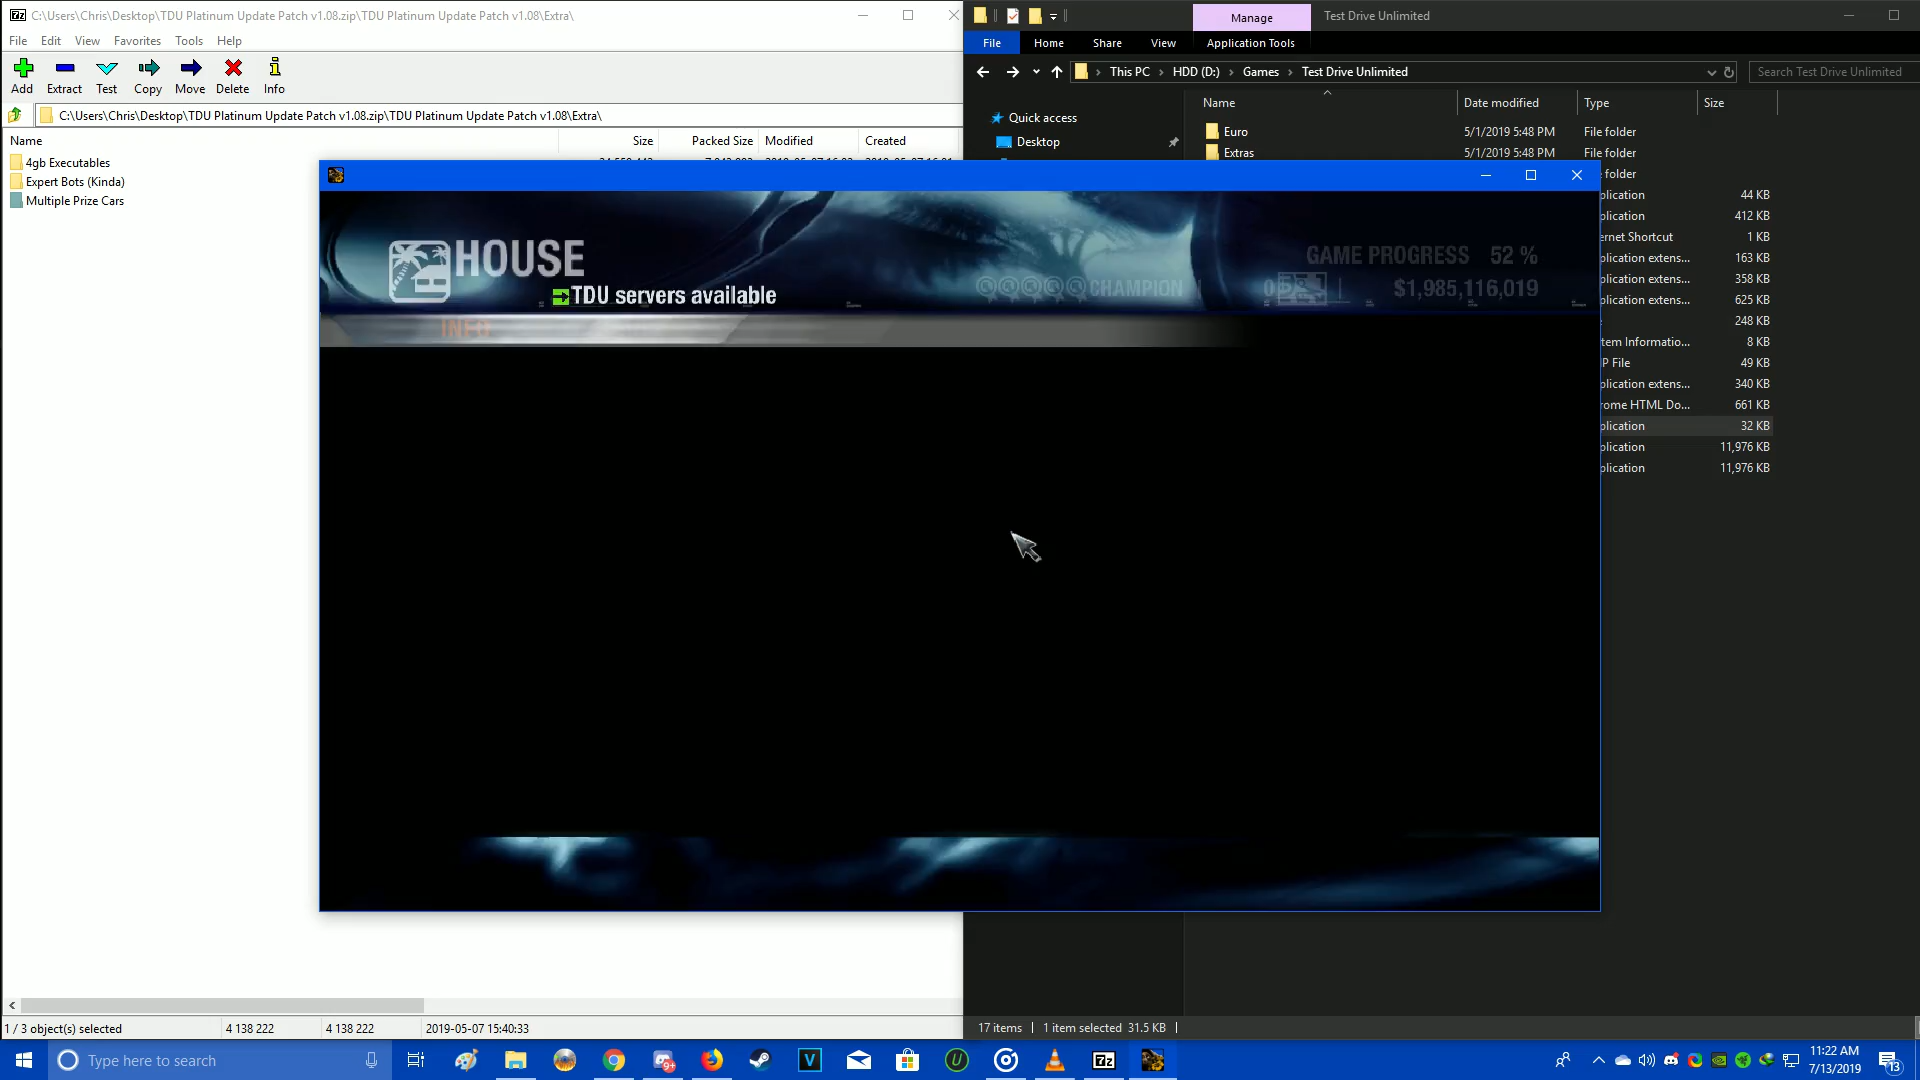 C:\Users\Chris\Desktop\TDU Platinum Update Patch v1.08.zip\TDU Platinum Update Patch v1.08\Extra\
File Edit View Favorites Tools Help
Add Extract Test Copy Move Delete Info
C:\Users\Chris\Desktop\TDU Platinum Update Patch v1.08.zip\TDU Platinum Update Patch v1.08\Extra\
Name Size Packed Size Modified Created
4gb Executables
Expert Bots (Kinda)
Multiple Prize Cars
1 / 3 object(s) selected 4 138 222 4 138 222 2019-05-07 15:40:33
Manage Test Drive Unlimited
File Home Share View Application Tools
This PC > HDD (D:) > Games > Test Drive Unlimited Search Test Drive Unlimited
Name Date modified Type Size
Quick access
Desktop
Euro 5/1/2019 5:48 PM File folder
Extras 5/1/2019 5:48 PM File folder
folder
plication 44 KB
plication 412 KB
ernet Shortcut 1 KB
plication extens... 163 KB
plication extens... 358 KB
plication extens... 625 KB
248 KB
tem Informatio... 8 KB
P File 49 KB
plication extens... 340 KB
rome HTML Do... 661 KB
plication 32 KB
plication 11,976 KB
plication 11,976 KB
17 items 1 item selected 31.5 KB
HOUSE
TDU servers available
GAME PROGRESS 52 %
CHAMPION $1,985,116,019
INFO
Type here to search
9+
V
U
7z
11:22 AM
7/13/2019
13